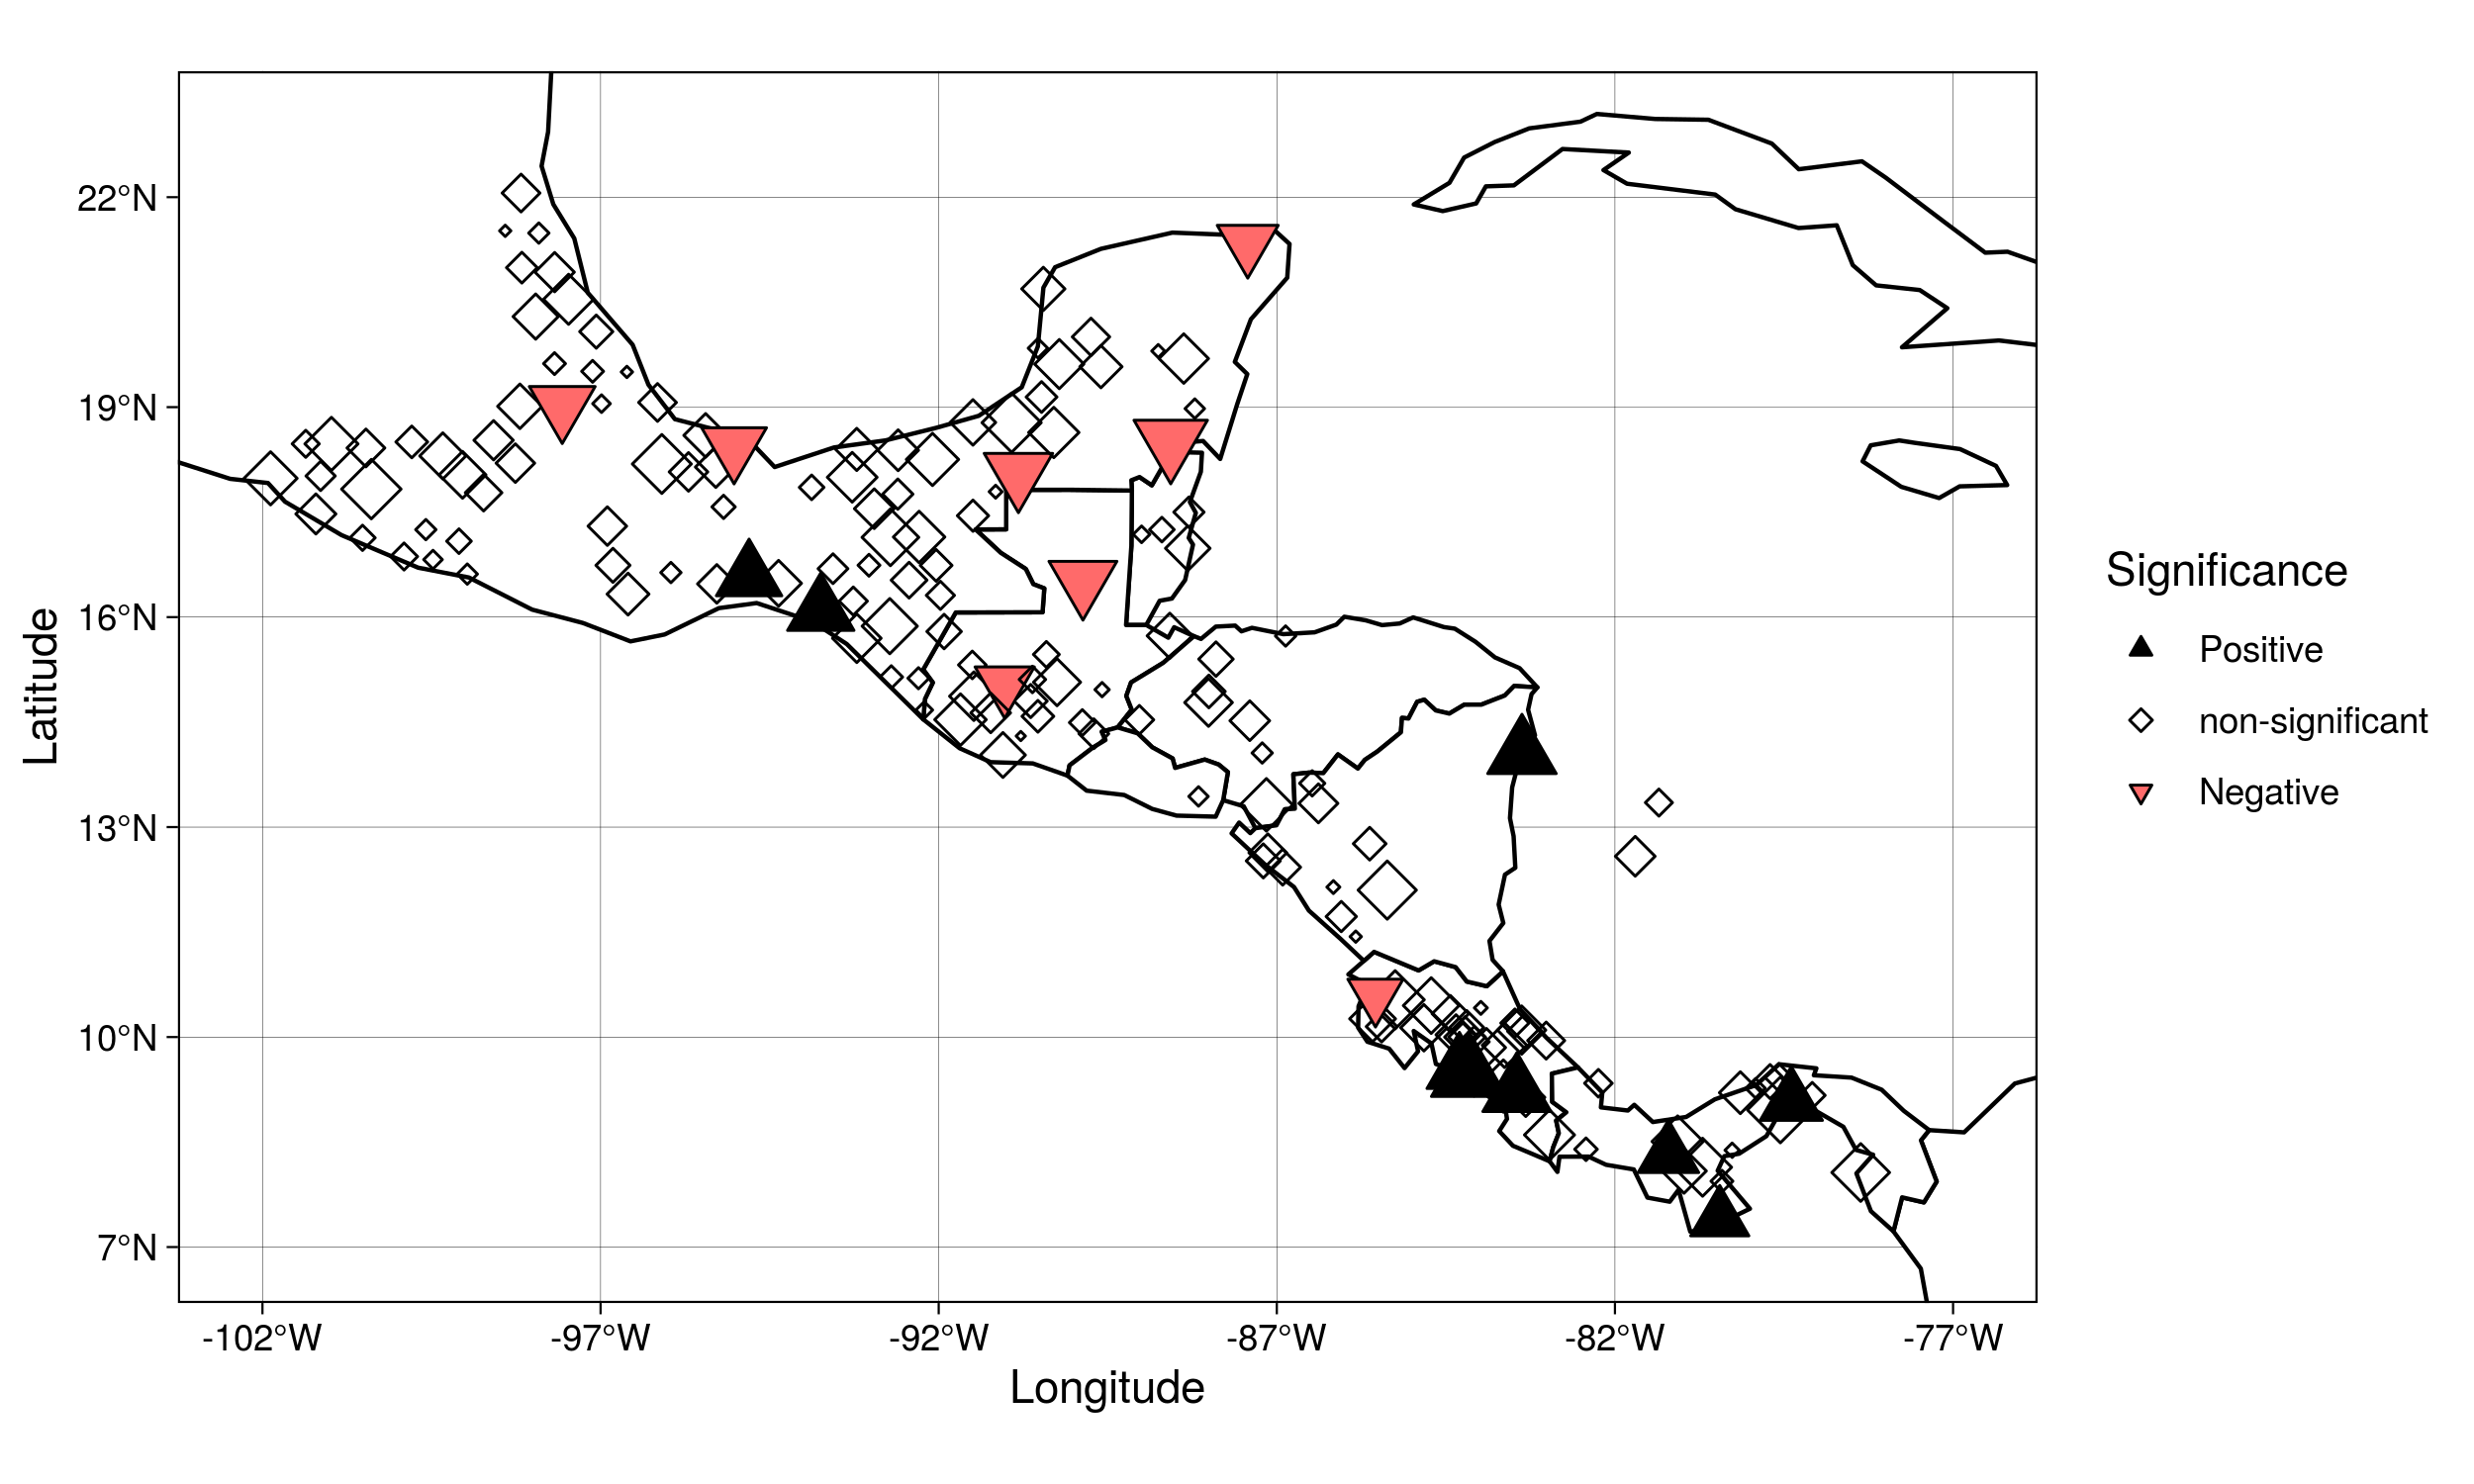 22°N
19°N
16°N
13°N
10°N
7°N
Latitude
-102°W
-97°W
-92°W
-87°W
-82°W
-77°W
Longitude
Significance
Positive
non-significant
Negative